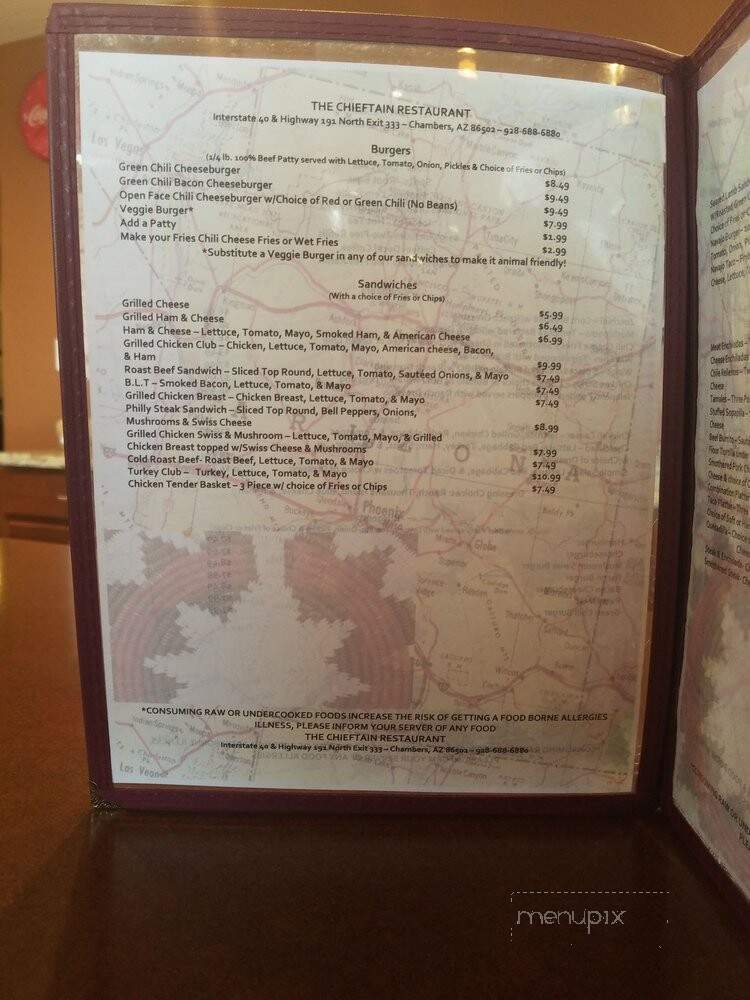 THE CHIEFTAIN RESTAURANT
Interstate 40 & Highway 191 North Exit 333 – Chambers, AZ 86502 – 928-688-6880
Burgers
(1/4 lb. 100% Beef Patty served with Lettuce, Tomato, Onion, Pickles & Choice of Fries or Chips)
Green Chili Cheeseburger $8.49
Green Chili Bacon Cheeseburger $9.49
Open Face Chili Cheeseburger w/Choice of Red or Green Chili (No Beans) $9.49
Veggie Burger* $7.99
Add a Patty $1.99
Make your Fries Chili Cheese Fries or Wet Fries $2.99
*Substitute a Veggie Burger in any of our sandwiches to make it animal friendly!
Sandwiches
(With a choice of Fries or Chips)
Grilled Cheese $5.99
Grilled Ham & Cheese $6.49
Ham & Cheese – Lettuce, Tomato, Mayo, Smoked Ham, & American Cheese $6.99
Grilled Chicken Club – Chicken, Lettuce, Tomato, Mayo, American cheese, Bacon,
& Ham $9.99
Roast Beef Sandwich – Sliced Top Round, Lettuce, Tomato, Sautéed Onions, & Mayo $7.49
B.L.T – Smoked Bacon, Lettuce, Tomato, & Mayo $7.49
Grilled Chicken Breast – Chicken Breast, Lettuce, Tomato, & Mayo $7.49
Philly Steak Sandwich – Sliced Top Round, Bell Peppers, Onions,
Mushrooms & Swiss Cheese $8.99
Grilled Chicken Swiss & Mushroom – Lettuce, Tomato, Mayo, & Grilled
Chicken Breast topped w/Swiss Cheese & Mushrooms $7.99
Cold Roast Beef- Roast Beef, Lettuce, Tomato, & Mayo $7.49
Turkey Club – Turkey, Lettuce, Tomato, & Mayo $10.99
Chicken Tender Basket – 3 Piece w/ choice of Fries or Chips $7.49
*CONSUMING RAW OR UNDERCOOKED FOODS INCREASE THE RISK OF GETTING A FOOD BORNE ALLERGIES
ILLNESS, PLEASE INFORM YOUR SERVER OF ANY FOOD
THE CHIEFTAIN RESTAURANT
Interstate 40 & Highway 191 North Exit 333 – Chambers, AZ 86502 – 928-688-6880
Las Vegas
ARIZONA
Phoenix
Globe
menupix